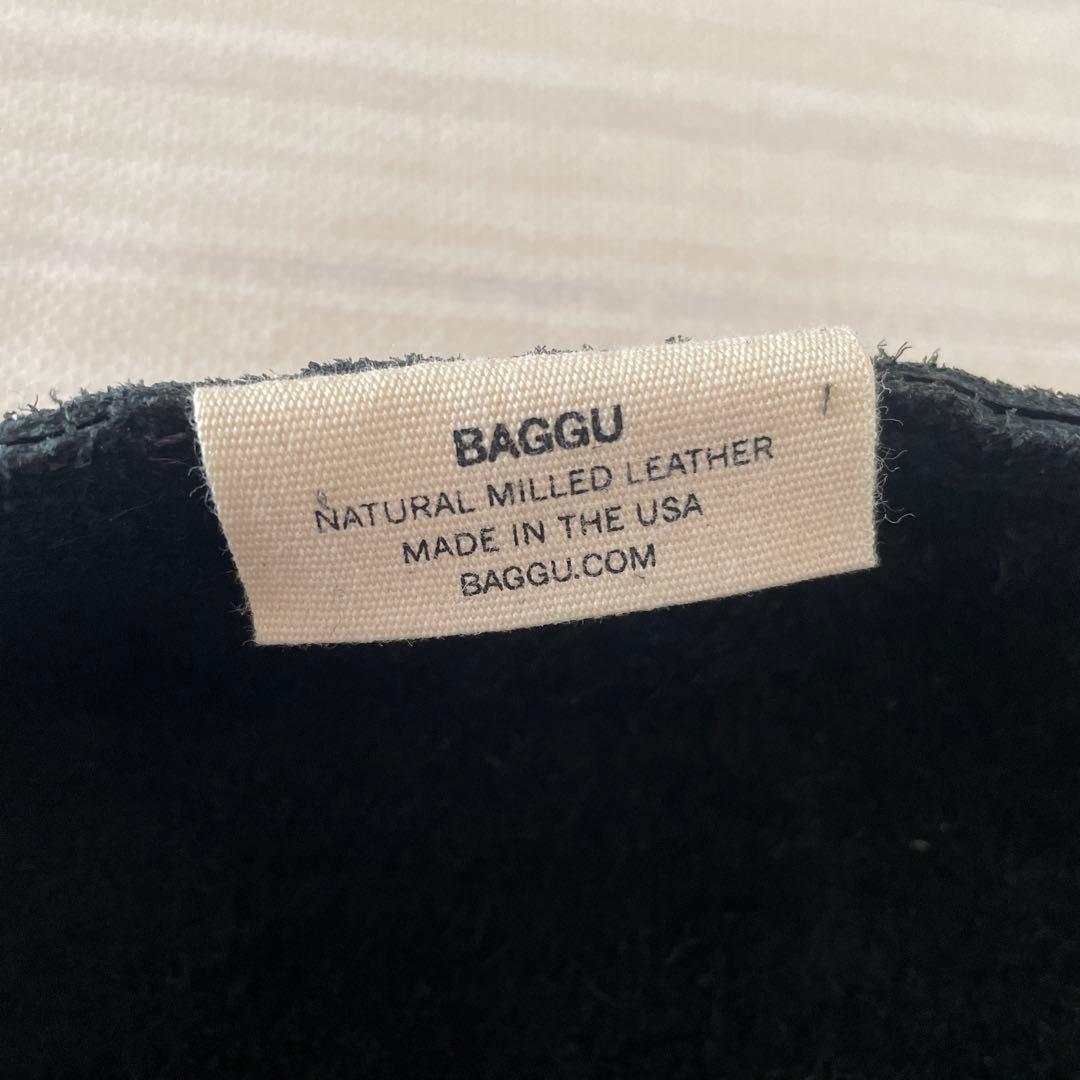 BAGGU
NATURAL MILLED LEATHER
MADE IN THE USA
BAGGU.COM